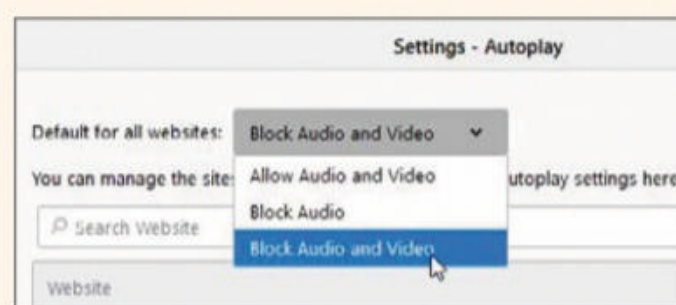 Settings - Autoplay
Default for all websites: Block Audio and Video
You can manage the site Allow Audio and Video utoplay settings here
Block Audio
Search Website
Block Audio and Video
Website